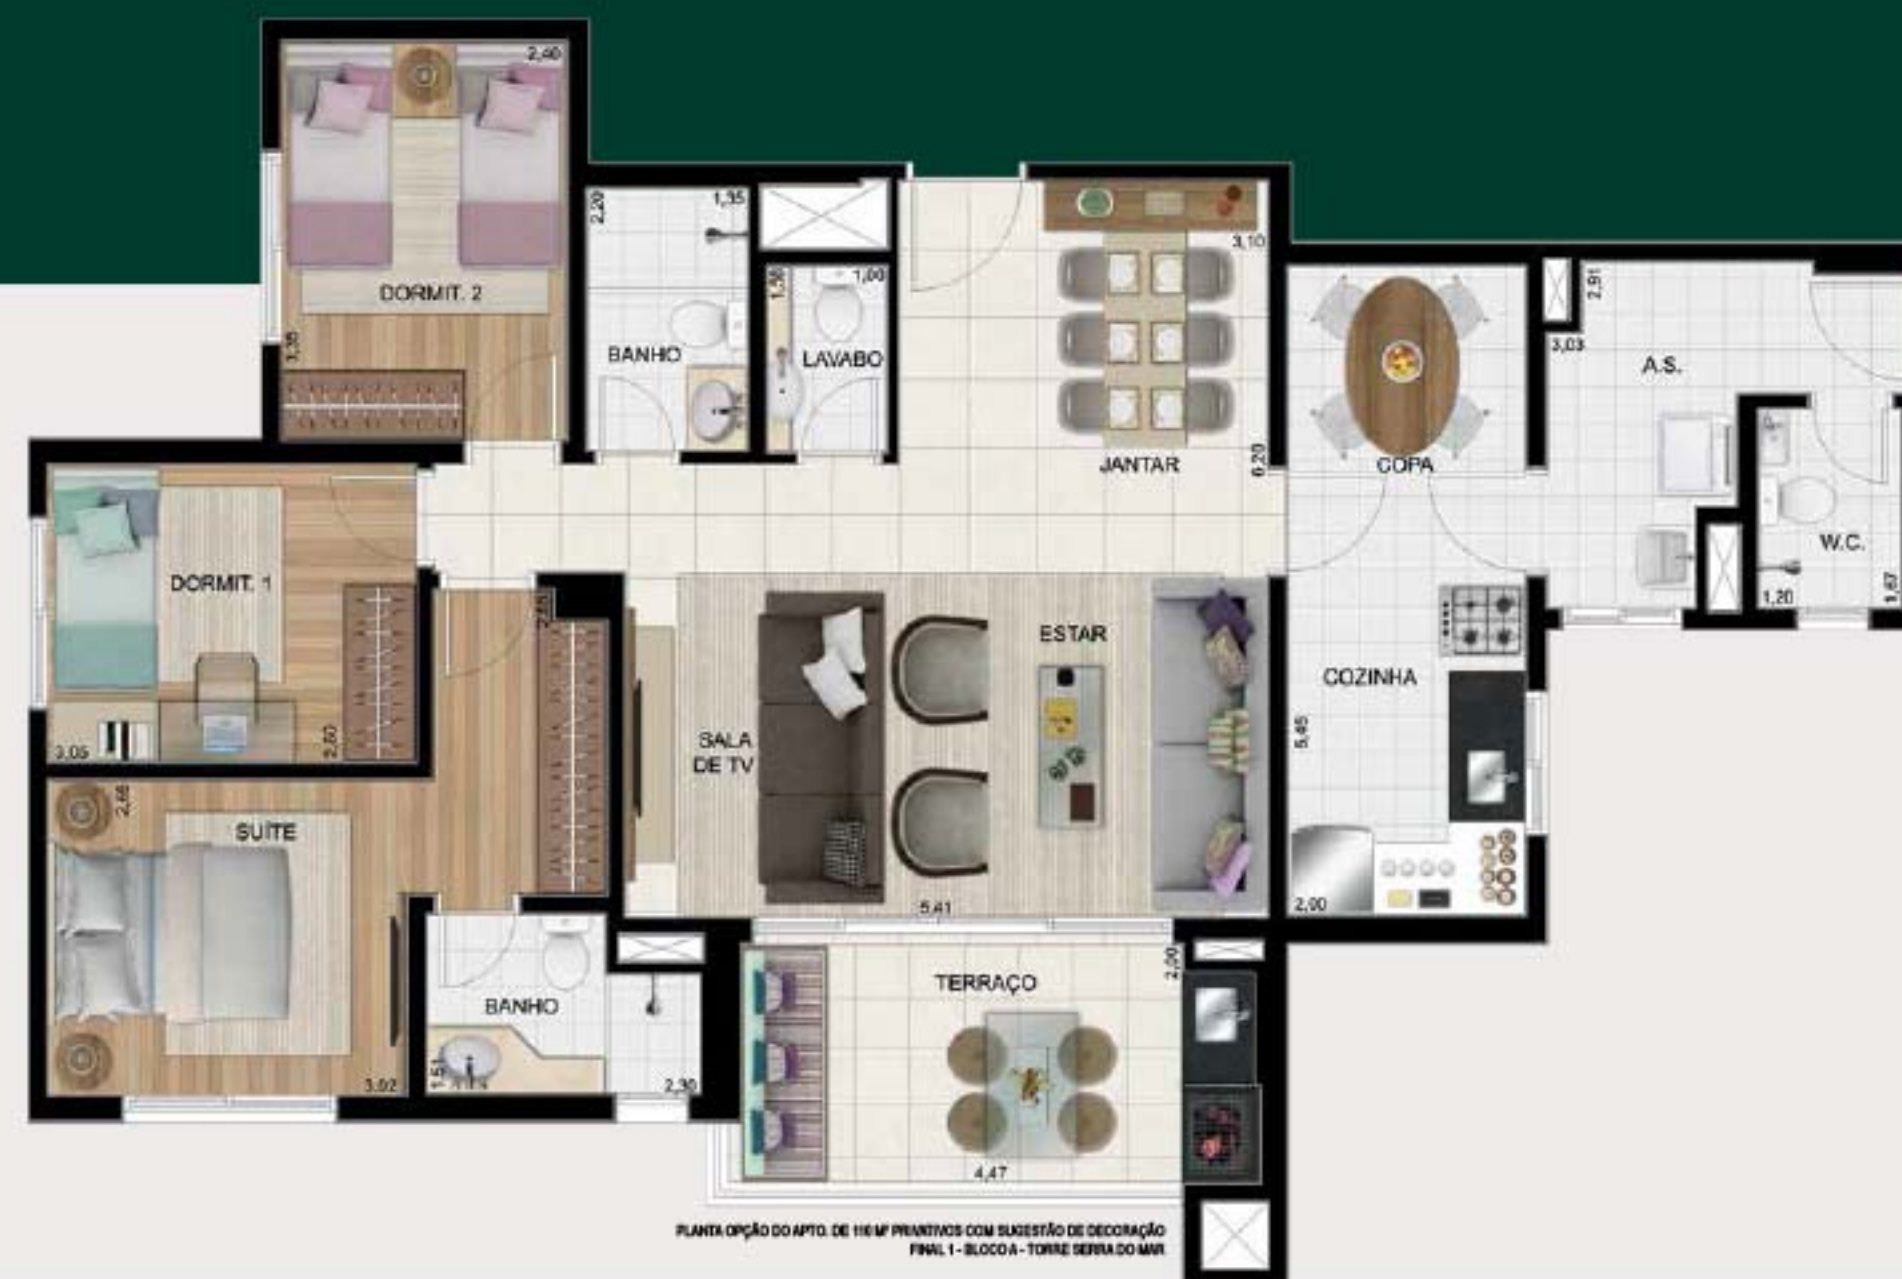 2,40
DORMIT. 2
3,35
2,20
1,35
BANHO
1,00
LAVABO
3,10
JANTAR
6,20
COPA
2,91
3,03
A.S.
W.C.
1,20
1,67
DORMIT. 1
3,05
2,60
2,65
SUÍTE
3,02
BANHO
1,51
2,30
SALA
DE TV
ESTAR
5,41
COZINHA
5,45
2,00
TERRAÇO
2,00
4,47
PLANTA OPÇÃO DO APTO. DE 110 M² PRIVATIVOS COM SUGESTÃO DE DECORAÇÃO
FINAL 1 - BLOCO A - TORRE SERRA DO MAR